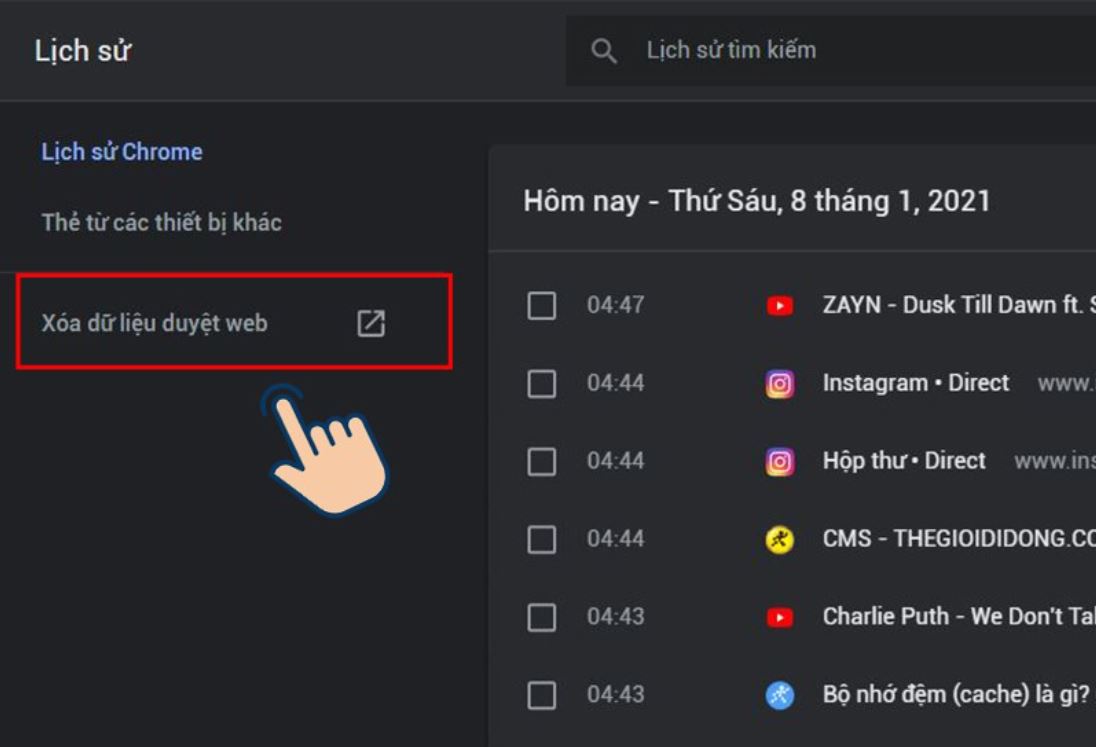 Lịch sử
Lịch sử tìm kiếm
Lịch sử Chrome
Thẻ từ các thiết bị khác
Xóa dữ liệu duyệt web
Hôm nay - Thứ Sáu, 8 tháng 1, 2021
04:47 ZAYN - Dusk Till Dawn ft.
04:44 Instagram • Direct www.
04:44 Hộp thư • Direct www.ins
04:44 CMS - THEGIOIDIDONG.CO
04:43 Charlie Puth - We Don't Tal
04:43 Bộ nhớ đệm (cache) là gì?